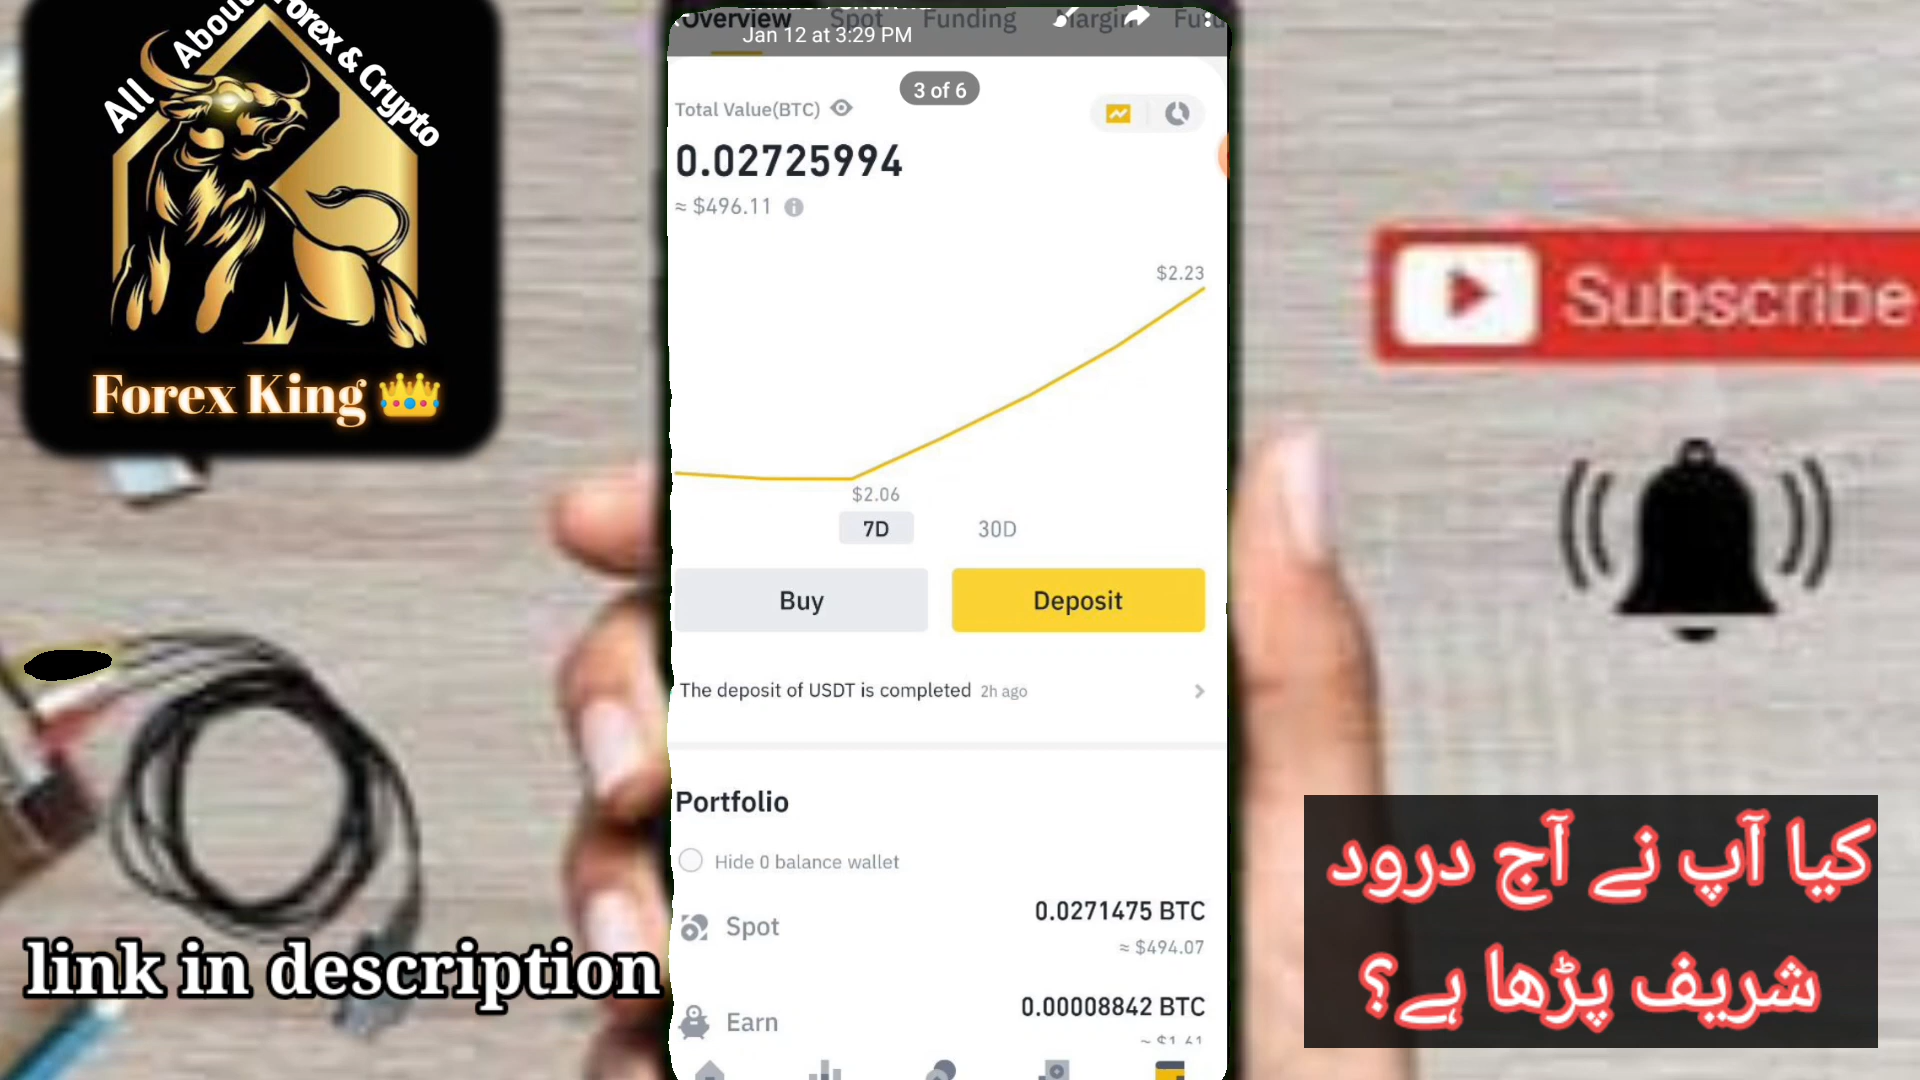 All About Forex & Crypto
Forex King
Overview Spot Funding Margin
Jan 12 at 3:29 PM
3 of 6
Total Value(BTC)
0.02725994
≈ $496.11
$2.23
$2.06
7D 30D
Buy Deposit
The deposit of USDT is completed 2h ago
Portfolio
Hide 0 balance wallet
Spot 0.0271475 BTC
≈ $494.07
Earn 0.00008842 BTC
≈ $1.61
Subscribe
link in description
کیا آپ نے آج درود
شریف پڑھا ہے؟